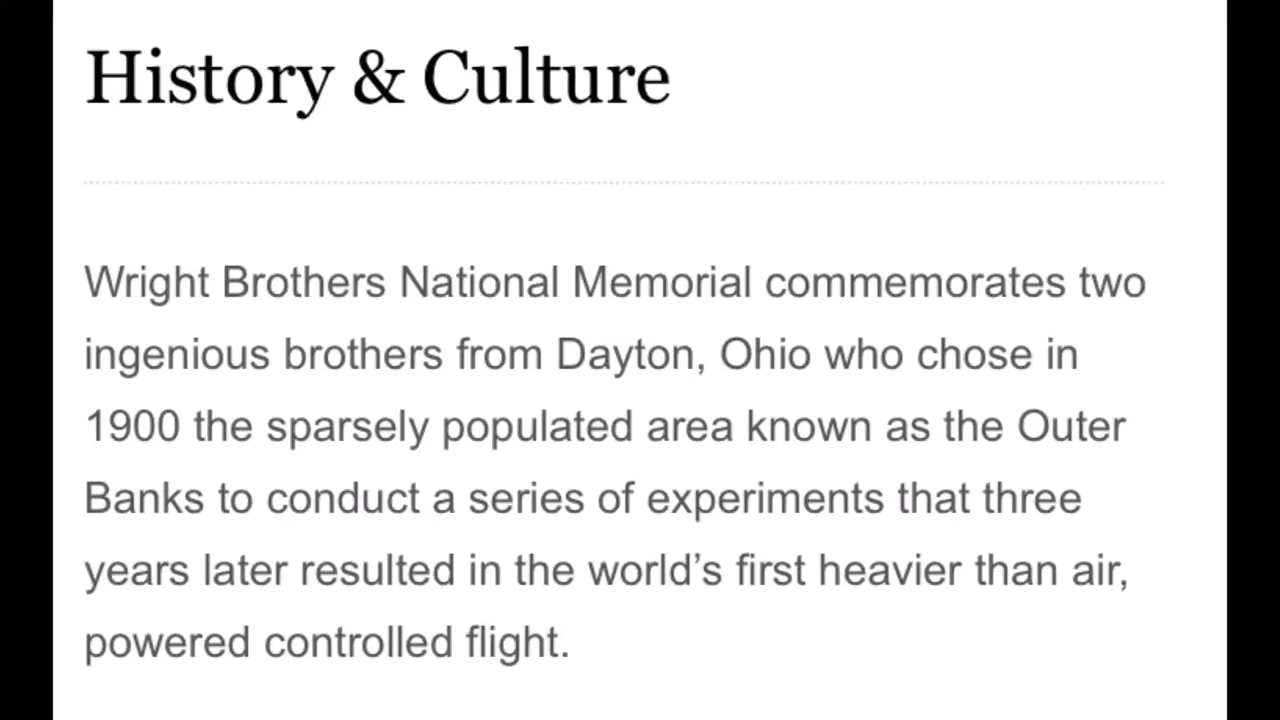 History & Culture
Wright Brothers National Memorial commemorates two
ingenious brothers from Dayton, Ohio who chose in
1900 the sparsely populated area known as the Outer
Banks to conduct a series of experiments that three
years later resulted in the world’s first heavier than air,
powered controlled flight.